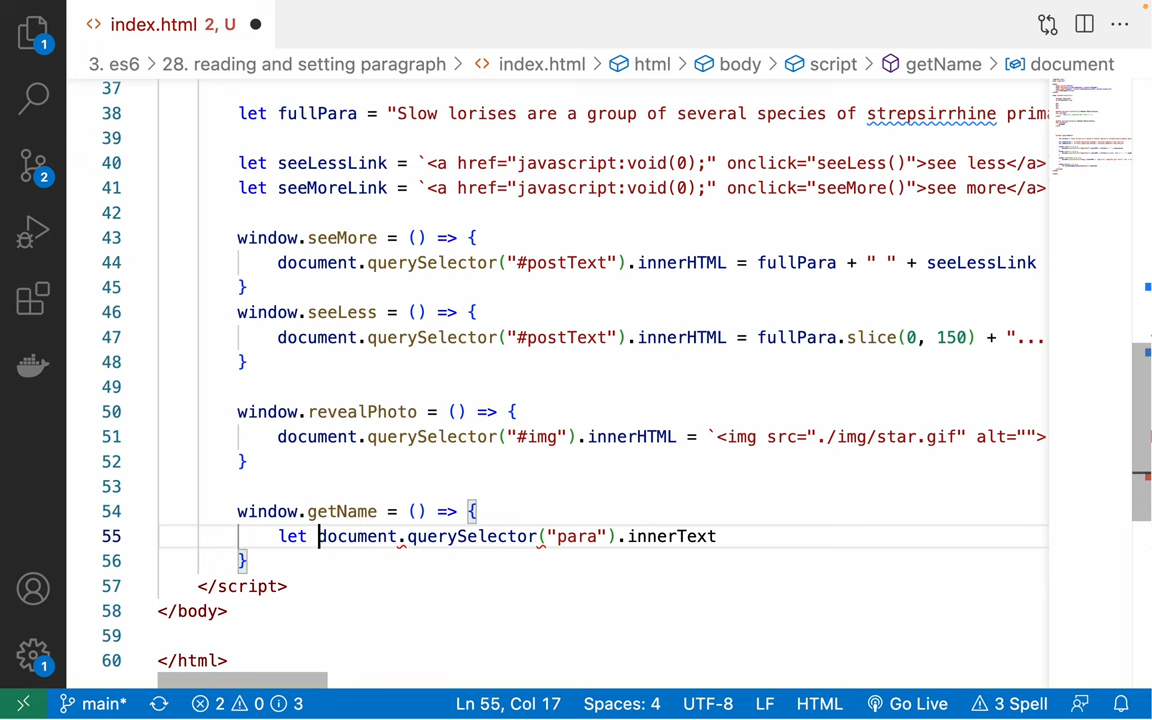 index.html 2, U
3. es6 > 28. reading and setting paragraph > index.html > html > body > script > getName > document
37
38 let fullPara = "Slow lorises are a group of several species of strepsirrhine prima
39
40 let seeLessLink = `<a href="javascript:void(0);" onclick="seeLess()">see less</a>
41 let seeMoreLink = `<a href="javascript:void(0);" onclick="seeMore()">see more</a>
42
43 window.seeMore = () => {
44 document.querySelector("#postText").innerHTML = fullPara + " " + seeLessLink
45 }
46 window.seeLess = () => {
47 document.querySelector("#postText").innerHTML = fullPara.slice(0, 150) + "...
48 }
49
50 window.revealPhoto = () => {
51 document.querySelector("#img").innerHTML = `<img src="./img/star.gif" alt="">
52 }
53
54 window.getName = () => {
55 let document.querySelector("para").innerText
56 }
57 </script>
58 </body>
59
60 </html>
1
2
1
main* 2 0 3 Ln 55, Col 17 Spaces: 4 UTF-8 LF HTML Go Live 3 Spell